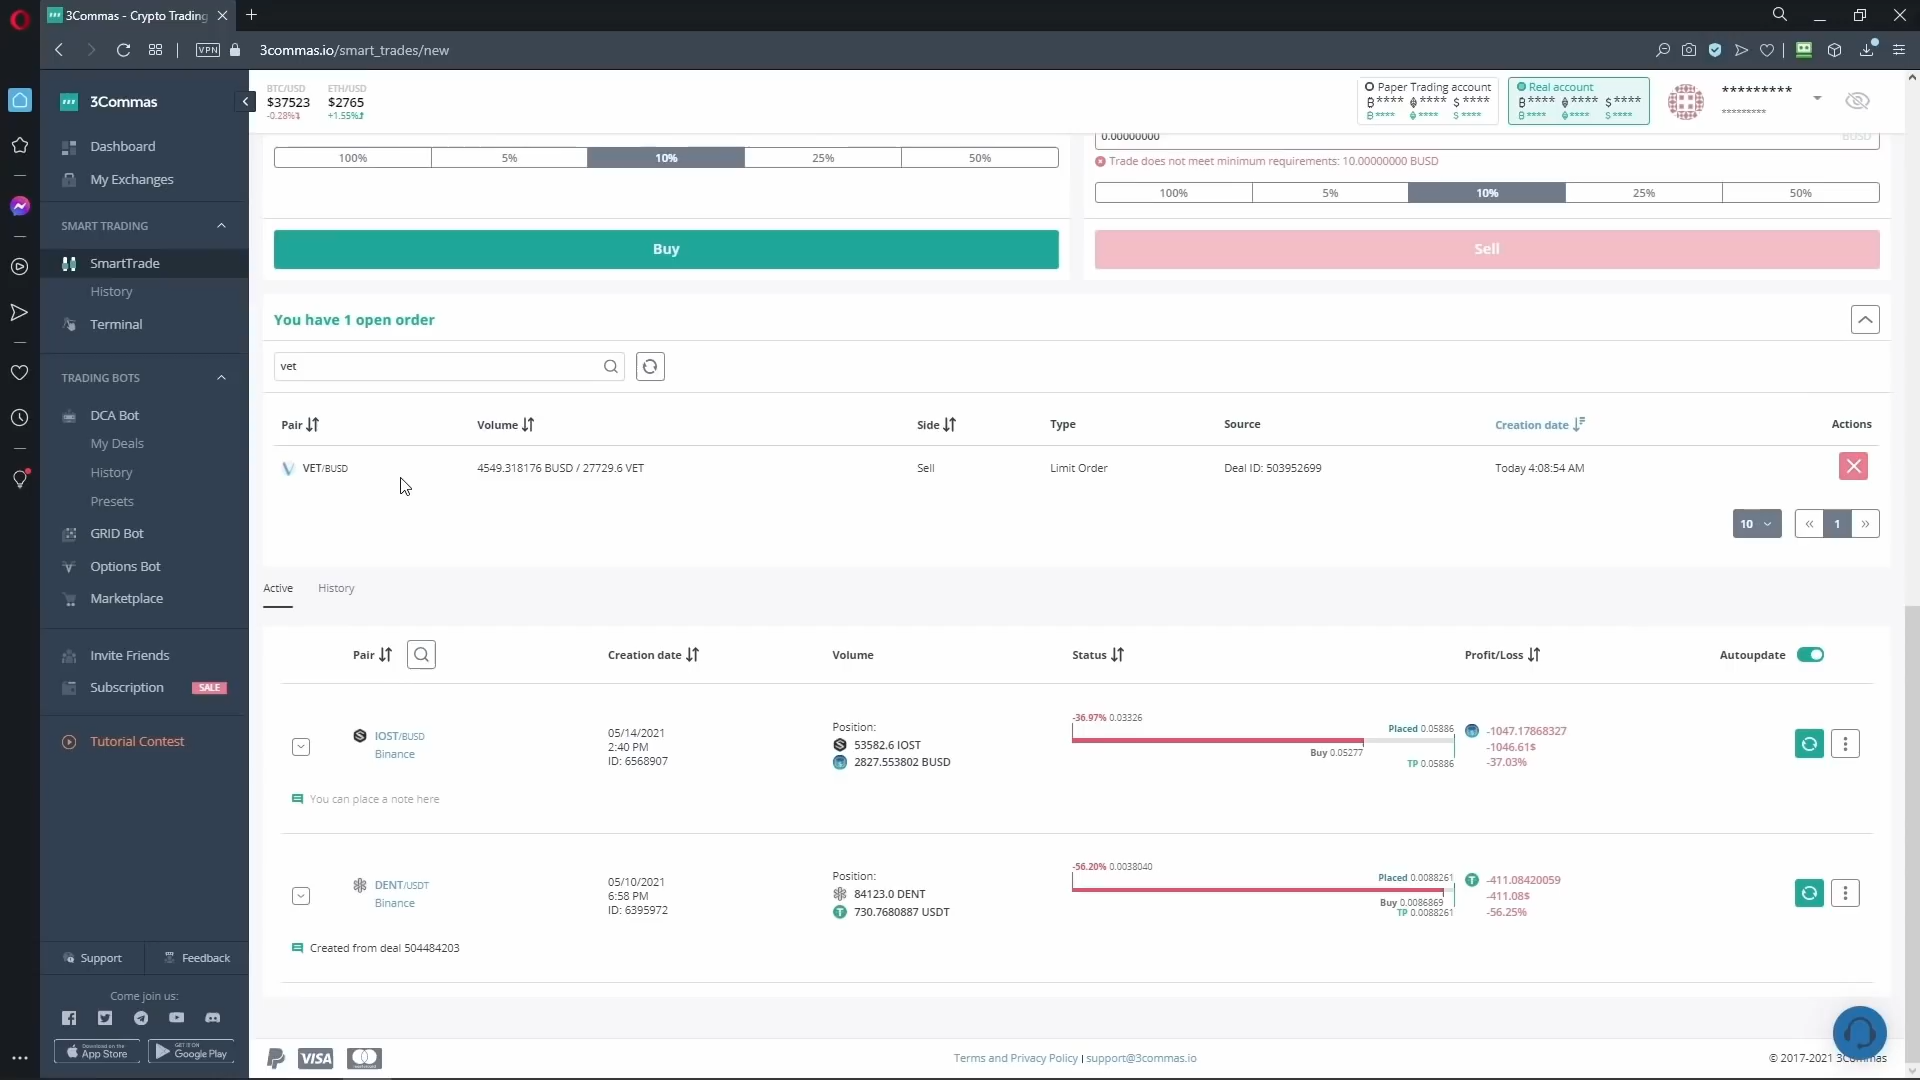 3Commas - Crypto Trading
VPN
3commas.io/smart_trades/new
3Commas
Dashboard
My Exchanges
SMART TRADING
SmartTrade
History
Terminal
TRADING BOTS
DCA Bot
My Deals
History
Presets
GRID Bot
Options Bot
Marketplace
Invite Friends
Subscription SALE
Tutorial Contest
Support Feedback
Come join us:
Download on the
App Store
GET IT ON
Google Play
BTC/USD ETH/USD
$37523 $2765
-0.28% +1.55%
Paper Trading account
₿**** **** $****
₿**** **** $****
Real account
₿**** **** $****
₿**** **** $****
*********
*********
0.00000000 BUSD
Trade does not meet minimum requirements: 10.00000000 BUSD
100% 5% 10% 25% 50%
100% 5% 10% 25% 50%
Buy
Sell
You have 1 open order
vet
Pair Volume Side Type Source Creation date Actions
VET/BUSD 4549.318176 BUSD / 27729.6 VET Sell Limit Order Deal ID: 503952699 Today 4:08:54 AM
10 « 1 »
Active History
Pair Creation date Volume Status Profit/Loss Autoupdate
IOST/BUSD
Binance
05/14/2021
2:40 PM
ID: 6568907
Position:
53582.6 IOST
2827.553802 BUSD
-36.97% 0.03326
Placed 0.05886
Buy 0.05277
TP 0.05886
-1047.17868327
-1046.61$
-37.03%
You can place a note here
DENT/USDT
Binance
05/10/2021
6:58 PM
ID: 6395972
Position:
84123.0 DENT
730.7680887 USDT
-56.20% 0.0038040
Placed 0.0088261
Buy 0.0086869
TP 0.0088261
-411.08420059
-411.08$
-56.25%
Created from deal 504484203
VISA
Terms and Privacy Policy | support@3commas.io
© 2017-2021 3Commas